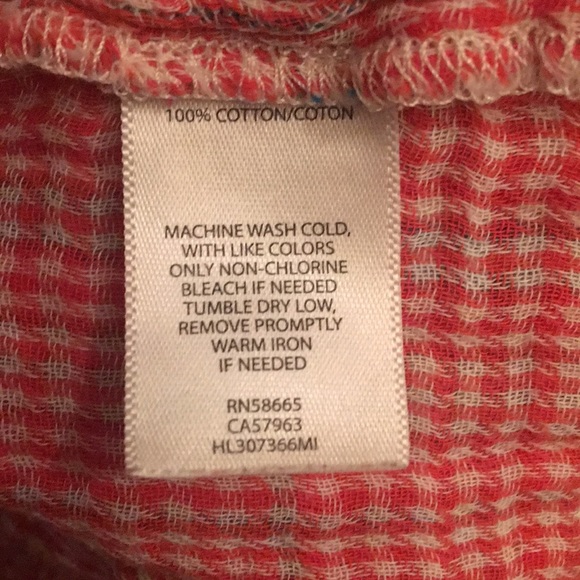 100% COTTON/COTON
MACHINE WASH COLD,
WITH LIKE COLORS
ONLY NON-CHLORINE
BLEACH IF NEEDED
TUMBLE DRY LOW,
REMOVE PROMPTLY
WARM IRON
IF NEEDED
RN58665
CA57963
HL307366MI